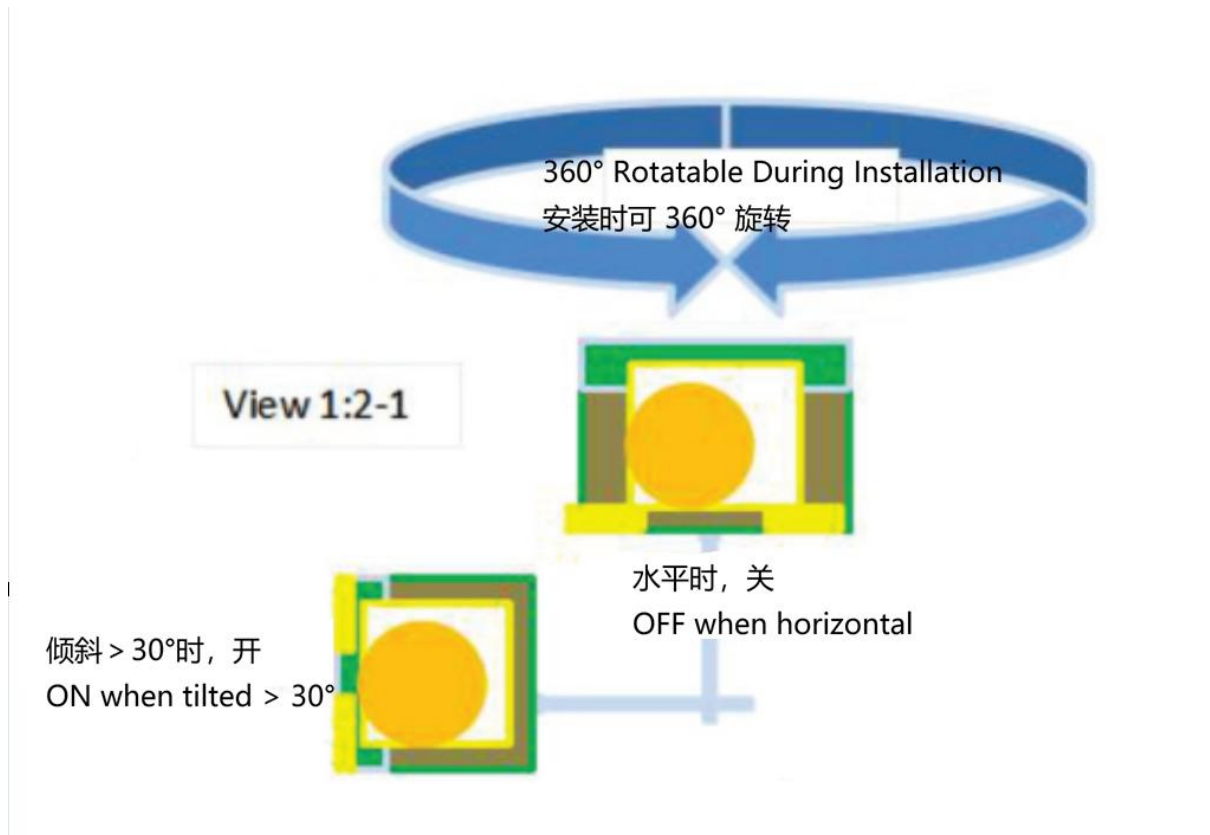 360° Rotatable During Installation
安装时可 360° 旋转
View 1:2-1
水平时，关
OFF when horizontal
倾斜 > 30°时，开
ON when tilted > 30°